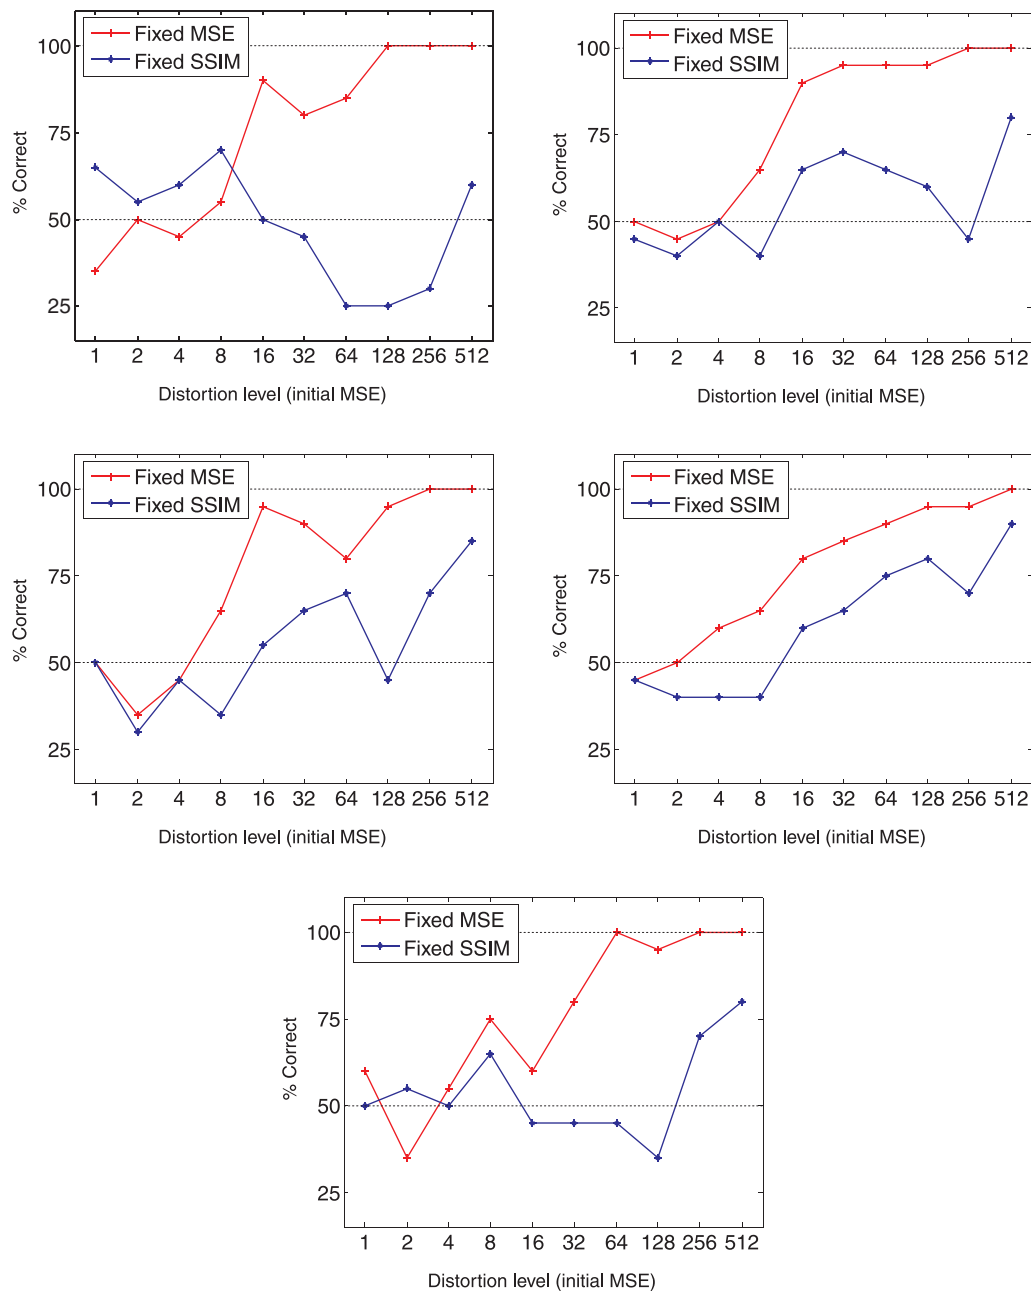 Fixed MSE
Fixed SSIM
100
75
50
25
% Correct
1 2 4 8 16 32 64 128 256 512
Distortion level (initial MSE)
Fixed MSE
Fixed SSIM
100
75
50
25
% Correct
1 2 4 8 16 32 64 128 256 512
Distortion level (initial MSE)
Fixed MSE
Fixed SSIM
100
75
50
25
% Correct
1 2 4 8 16 32 64 128 256 512
Distortion level (initial MSE)
Fixed MSE
Fixed SSIM
100
75
50
25
% Correct
1 2 4 8 16 32 64 128 256 512
Distortion level (initial MSE)
Fixed MSE
Fixed SSIM
100
75
50
25
% Correct
1 2 4 8 16 32 64 128 256 512
Distortion level (initial MSE)